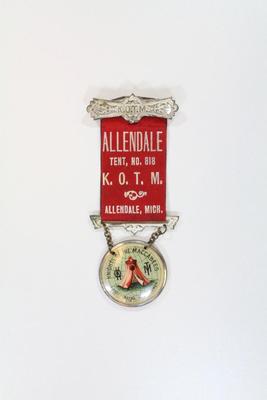 K.O.T.M.
ALLENDALE
TENT, NO. 818
K. O. T. M.
ALLENDALE, MICH.
KNIGHTS OF THE MACCABEES